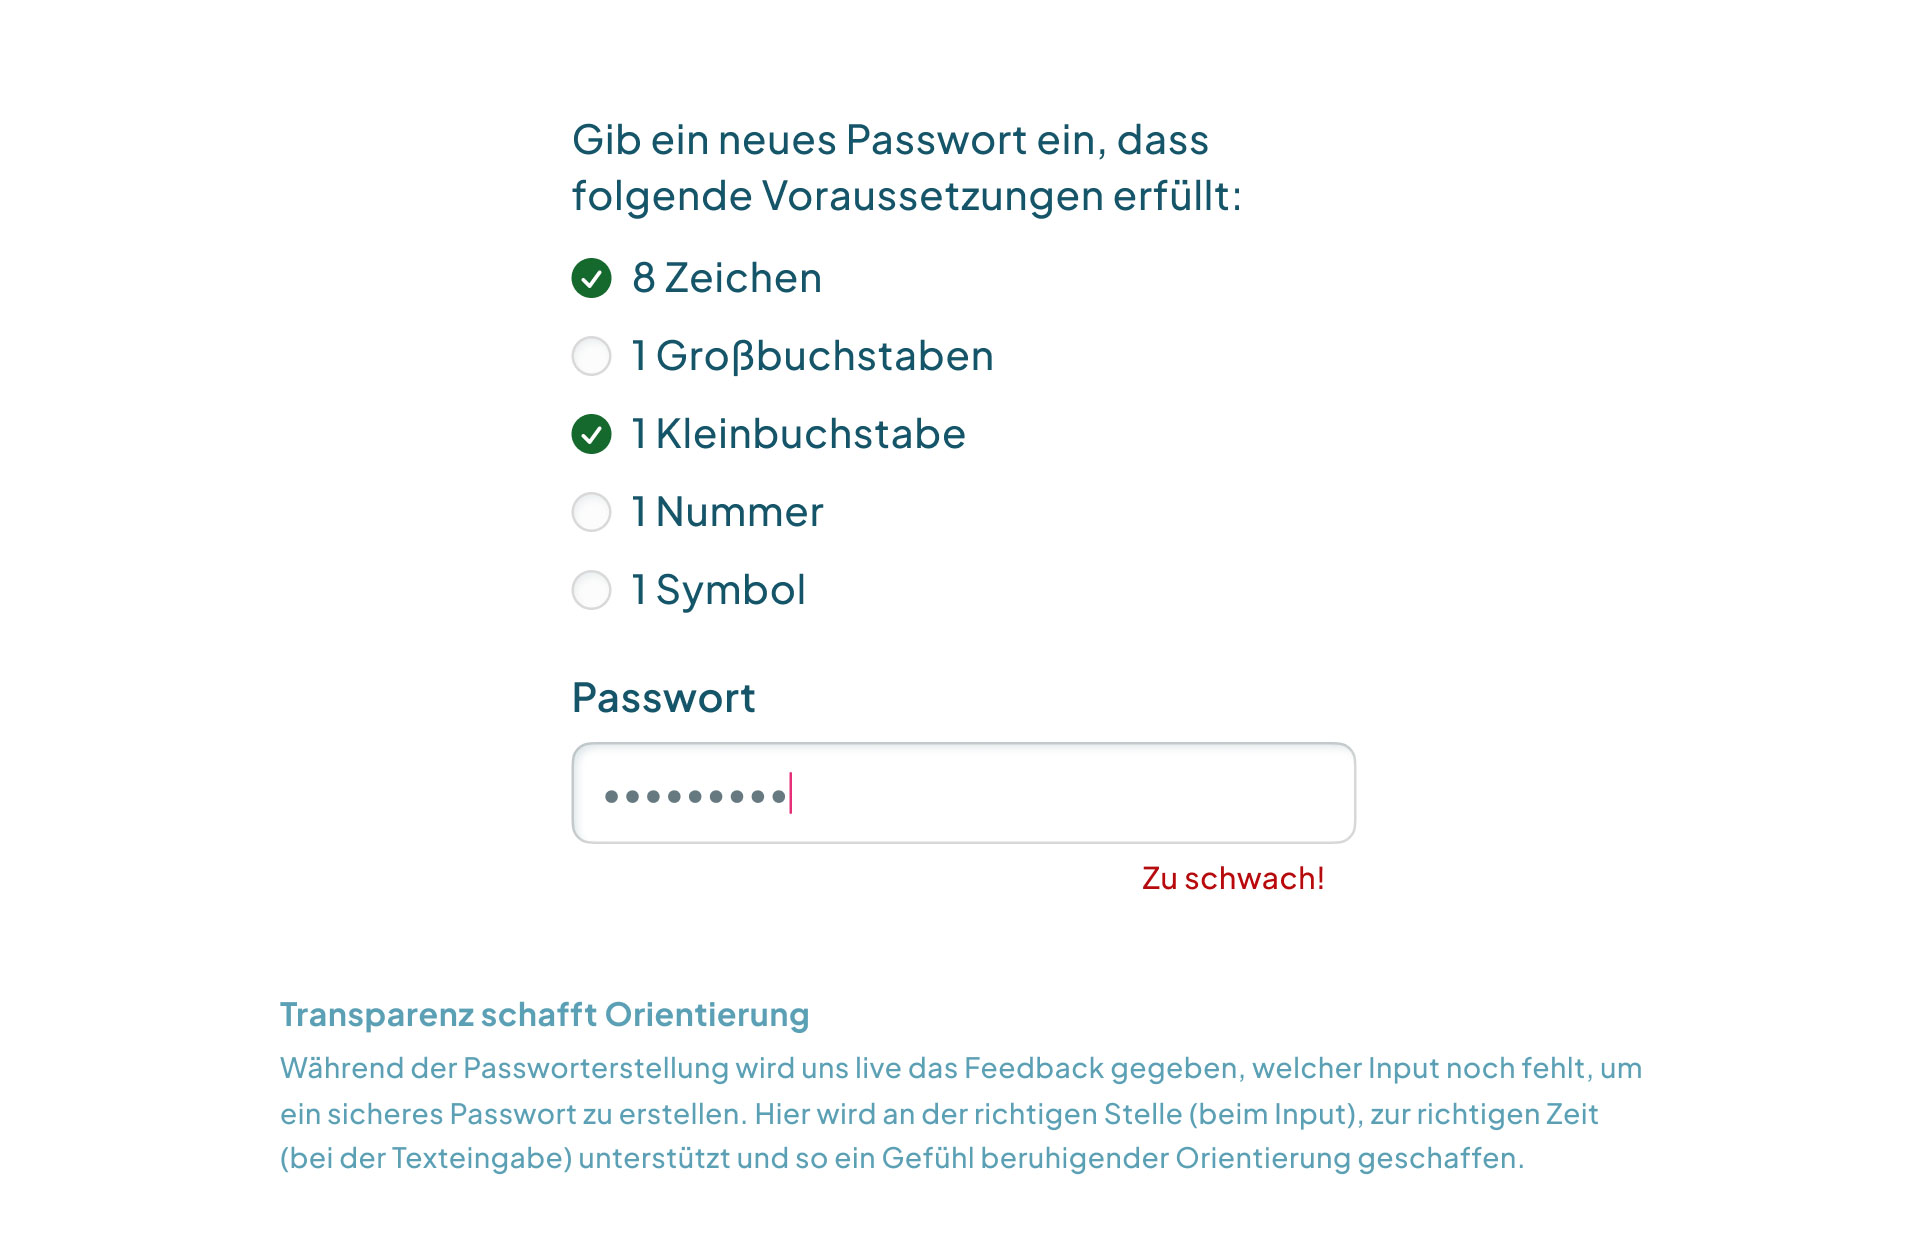 Gib ein neues Passwort ein, dass
folgende Voraussetzungen erfüllt:
8 Zeichen
1 Großbuchstaben
1 Kleinbuchstabe
1 Nummer
1 Symbol
Passwort
•••••••••
Zu schwach!
Transparenz schafft Orientierung
Während der Passworterstellung wird uns live das Feedback gegeben, welcher Input noch fehlt, um
ein sicheres Passwort zu erstellen. Hier wird an der richtigen Stelle (beim Input), zur richtigen Zeit
(bei der Texteingabe) unterstützt und so ein Gefühl beruhigender Orientierung geschaffen.